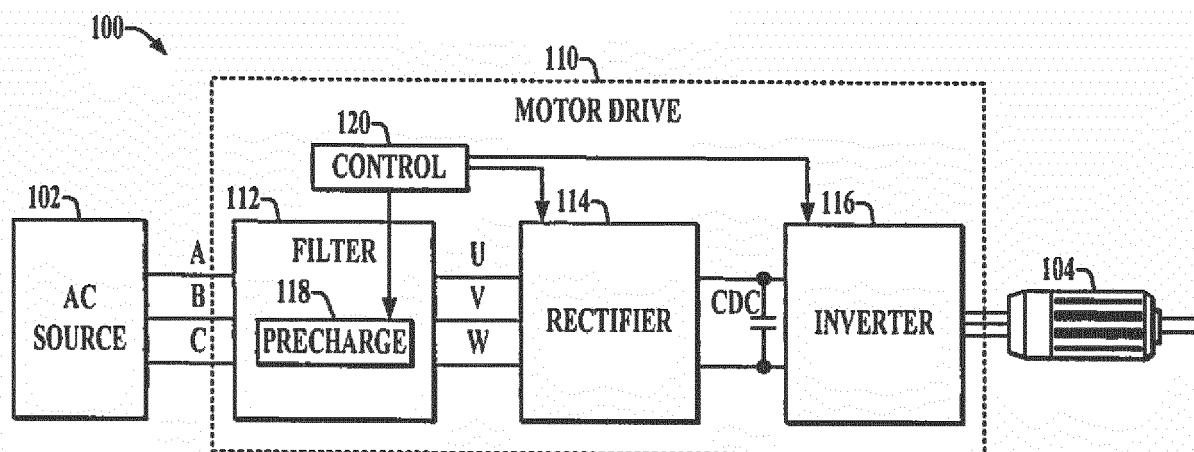 100
110
MOTOR DRIVE
120
CONTROL
102
112
114
116
A
FILTER
U
104
AC
SOURCE
B
118
V
CDC
RECTIFIER
INVERTER
C
PRECHARGE
W